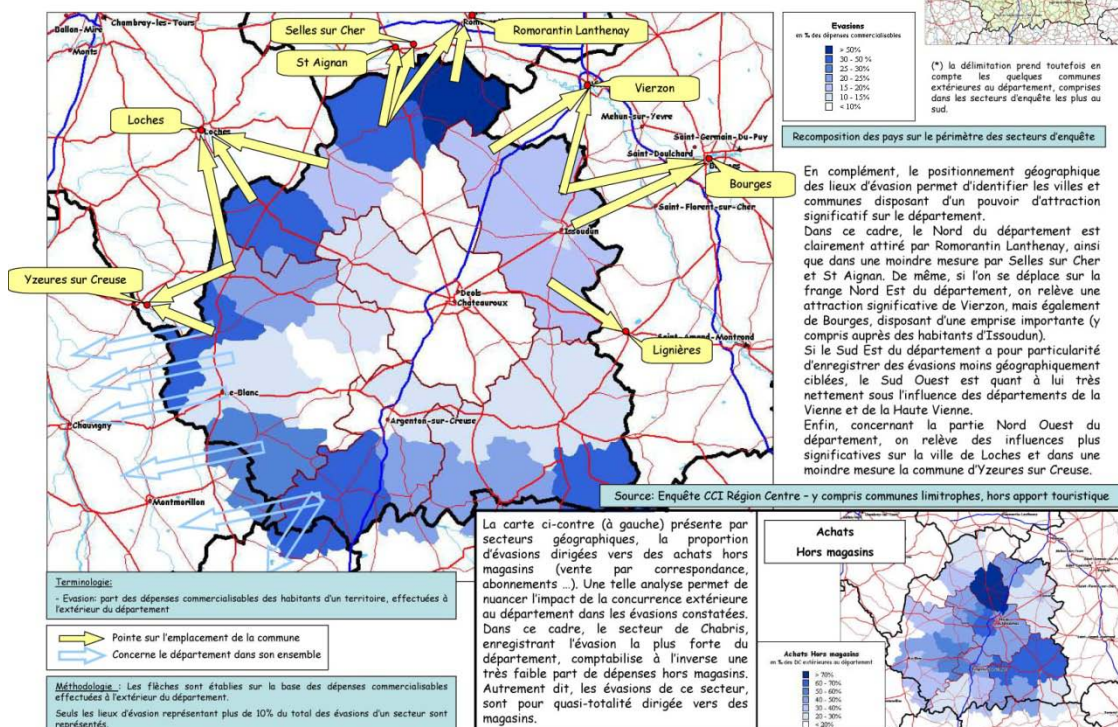 Chambray-les-Tours
Dallan-Miré
Monts
Selles sur Cher
Romorantin Lanthenay
St Aignan
Vierzon
Mehun-sur-Yevre
Saint-Germain-Du-Puy
Saint-Doulchard
Loches
Loches
Bourges
Saint-Florent-sur-Cher
Issoudun
Yzeures sur Creuse
Deols
Chateauroux
Lignières
Saint-Amand-Montrond
Le-Blanc
Chauvigny
Argenton-sur-Creuse
Montmorillon
Evasions
en % des dépenses commercialisables
> 50%
30 - 50 %
25 - 30%
20 - 25%
15 - 20%
10 - 15%
< 10%
(*) la délimitation prend toutefois en
compte les quelques communes
extérieures au département, comprises
dans les secteurs d'enquête les plus au
sud.
Recomposition des pays sur le périmètre des secteurs d'enquête
En complément, le positionnement géographique
des lieux d'évasion permet d'identifier les villes et
communes disposant d'un pouvoir d'attraction
significatif sur le département.
Dans ce cadre, le Nord du département est
clairement attiré par Romorantin Lanthenay, ainsi
que dans une moindre mesure par Selles sur Cher
et St Aignan. De même, si l'on se déplace sur la
frange Nord Est du département, on relève une
attraction significative de Vierzon, mais également
de Bourges, disposant d'une emprise importante (y
compris auprès des habitants d'Issoudun).
Si le Sud Est du département a pour particularité
d'enregistrer des évasions moins géographiquement
ciblées, le Sud Ouest est quant à lui très
nettement sous l'influence des départements de la
Vienne et de la Haute Vienne.
Enfin, concernant la partie Nord Ouest du
département, on relève des influences plus
significatives sur la ville de Loches et dans une
moindre mesure la commune d'Yzeures sur Creuse.
Source: Enquête CCI Région Centre – y compris communes limitrophes, hors apport touristique
Terminologie:
- Evasion: part des dépenses commercialisables des habitants d'un territoire, effectuées à
l'extérieur du département
Pointe sur l'emplacement de la commune
Concerne le département dans son ensemble
Méthodologie : Les flèches sont établies sur la base des dépenses commercialisables
effectuées à l'extérieur du département.
Seuls les lieux d'évasion représentant plus de 10% du total des évasions d'un secteur sont
représentés.
La carte ci-contre (à gauche) présente par
secteurs géographiques, la proportion
d'évasions dirigées vers des achats hors
magasins (vente par correspondance,
abonnements ...). Une telle analyse permet de
nuancer l'impact de la concurrence extérieure
au département dans les évasions constatées.
Dans ce cadre, le secteur de Chabris,
enregistrant l'évasion la plus forte du
département, comptabilise à l'inverse une
très faible part de dépenses hors magasins.
Autrement dit, les évasions de ce secteur,
sont pour quasi-totalité dirigée vers des
magasins.
Achats
Hors magasins
Achats Hors magasins
en % des DC extérieures au département
> 70%
60 - 70%
50 - 60%
40 - 50%
30 - 40%
20 - 30%
< 20%